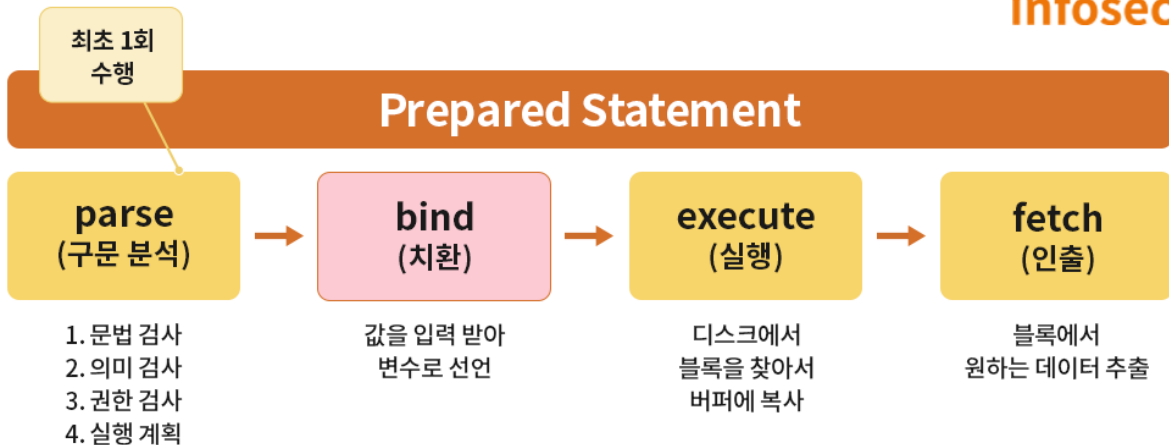 Infosec
최초 1회
수행
Prepared Statement
parse
(구문 분석)
bind
(치환)
execute
(실행)
fetch
(인출)
1. 문법 검사
2. 의미 검사
3. 권한 검사
4. 실행 계획
값을 입력 받아
변수로 선언
디스크에서
블록을 찾아서
버퍼에 복사
블록에서
원하는 데이터 추출